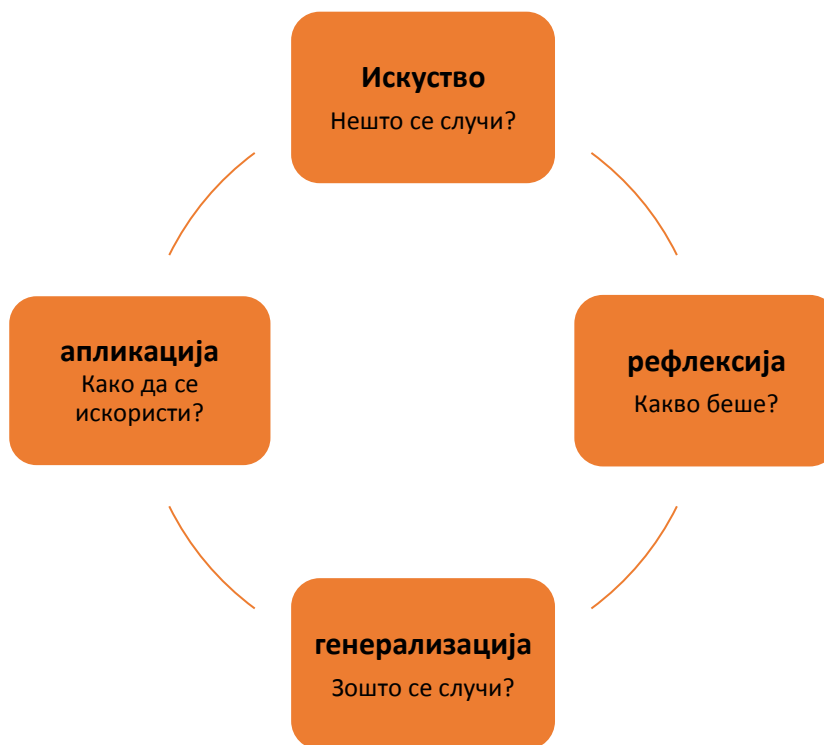 Искуство
Нешто се случи?
апликација
Како да се
искористи?
рефлексија
Какво беше?
генерализација
Зошто се случи?